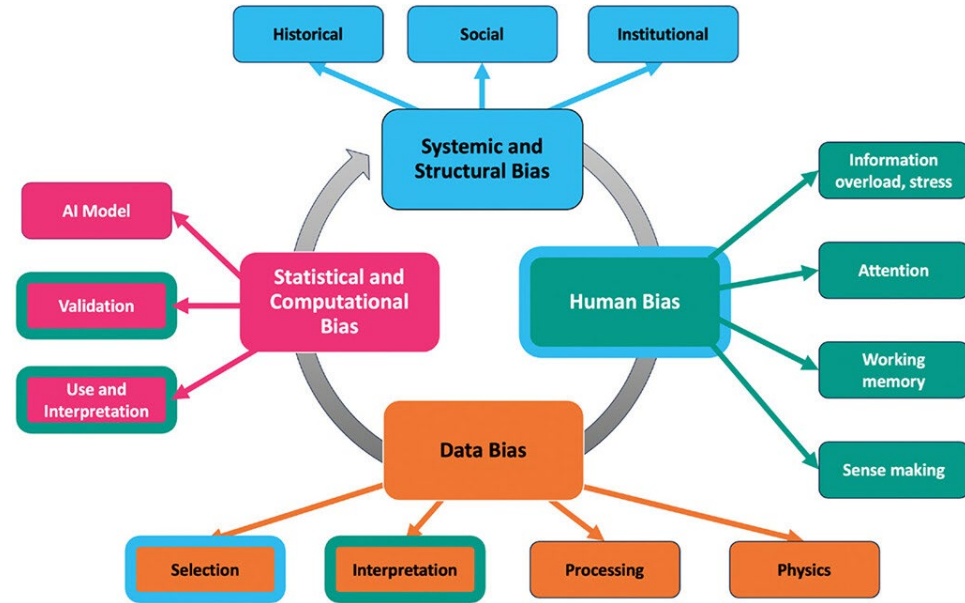 Historical
Social
Institutional
Systemic and
Structural Bias
Information
overload, stress
AI Model
Statistical and
Computational
Bias
Validation
Use and
Interpretation
Human Bias
Attention
Working
memory
Sense making
Data Bias
Selection
Interpretation
Processing
Physics